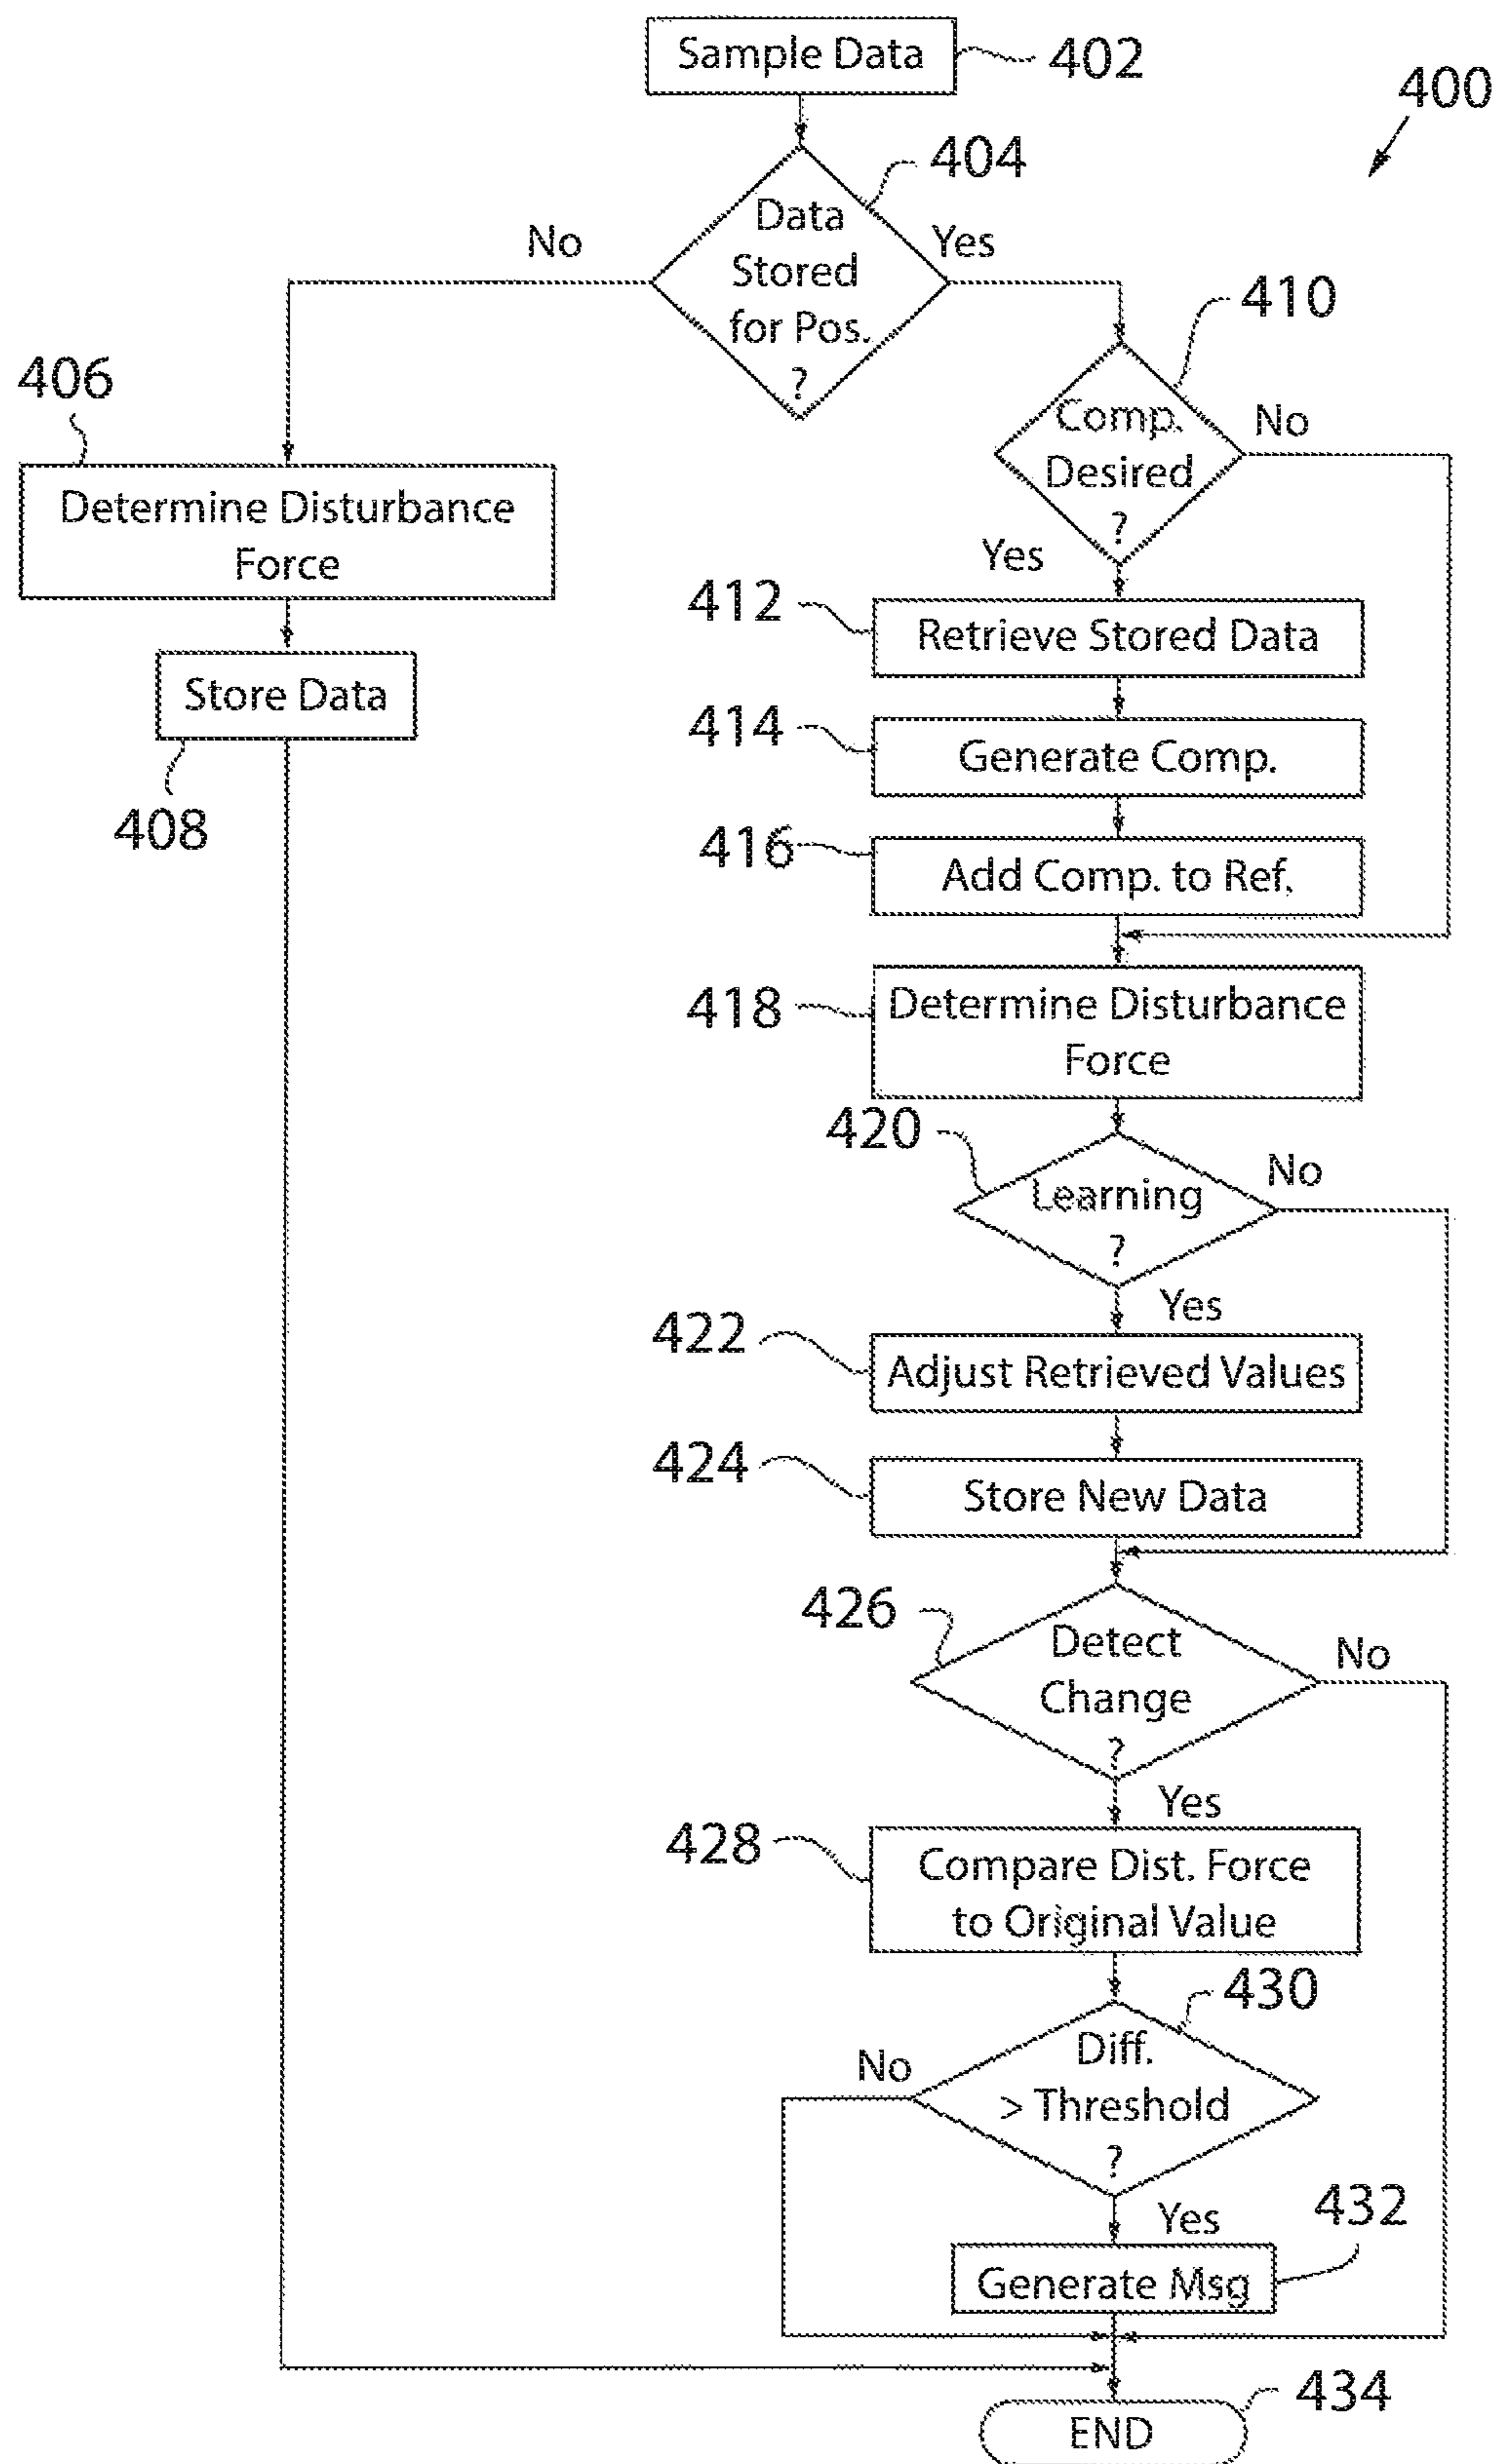 Sample Data
402
400
404
Data
Stored
for Pos.
?
No
Yes
410
406
Comp.
Desired
?
No
Yes
Determine Disturbance
Force
412
Retrieve Stored Data
Store Data
408
414
Generate Comp.
416
Add Comp. to Ref.
418
Determine Disturbance
Force
420
Learning
?
No
Yes
422
Adjust Retrieved Values
424
Store New Data
426
Detect
Change
?
No
Yes
428
Compare Dist. Force
to Original Value
430
Diff.
> Threshold
?
No
Yes
432
Generate Msg
434
END